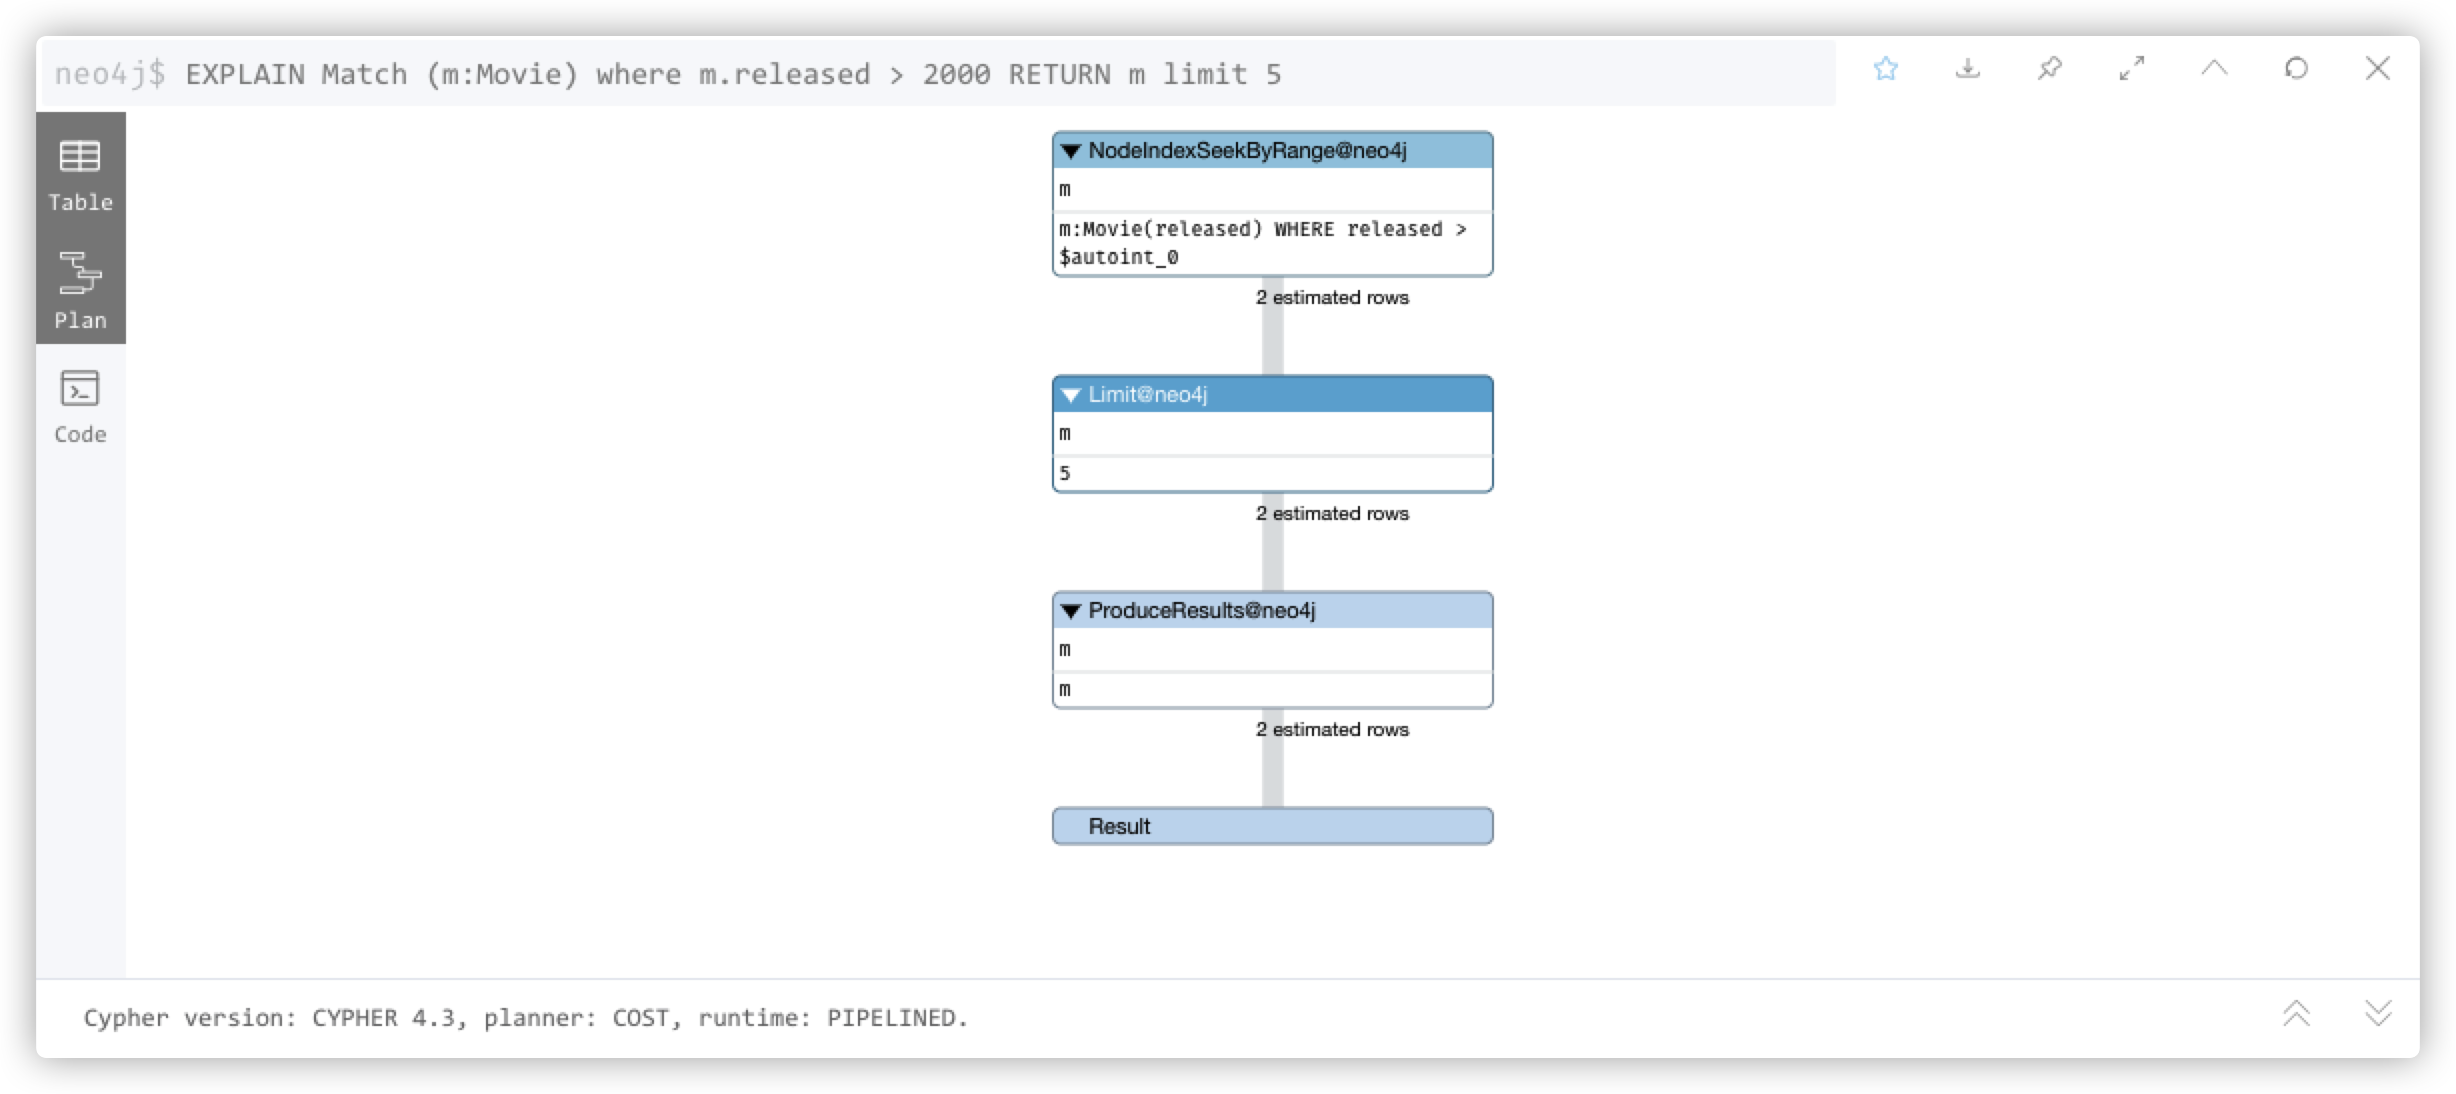 neo4j$ EXPLAIN Match (m:Movie) where m.released > 2000 RETURN m limit 5
Table
Plan
Code
NodeIndexSeekByRange@neo4j
m
m:Movie(released) WHERE released >
$autoint_0
2 estimated rows
Limit@neo4j
m
5
2 estimated rows
ProduceResults@neo4j
m
m
2 estimated rows
Result
Cypher version: CYPHER 4.3, planner: COST, runtime: PIPELINED.